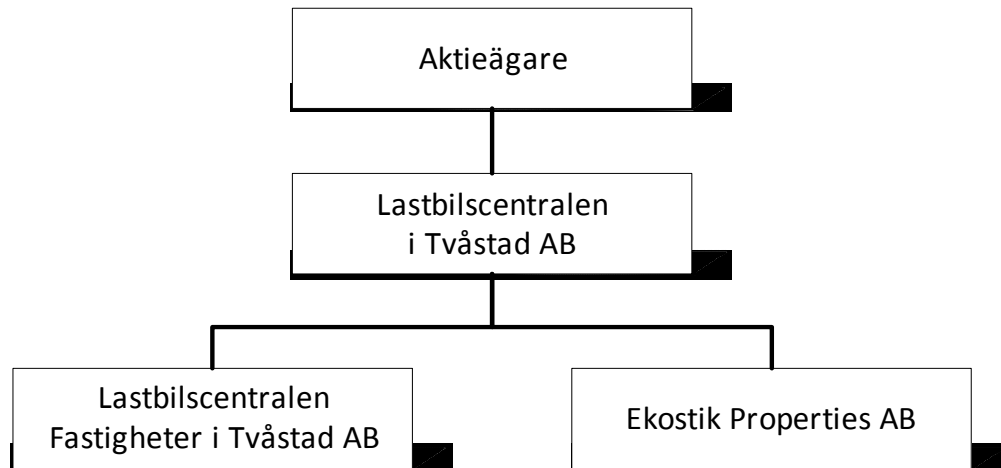 Aktieägare
Lastbilscentralen
i Tvåstad AB
Lastbilscentralen
Fastigheter i Tvåstad AB
Ekostik Properties AB